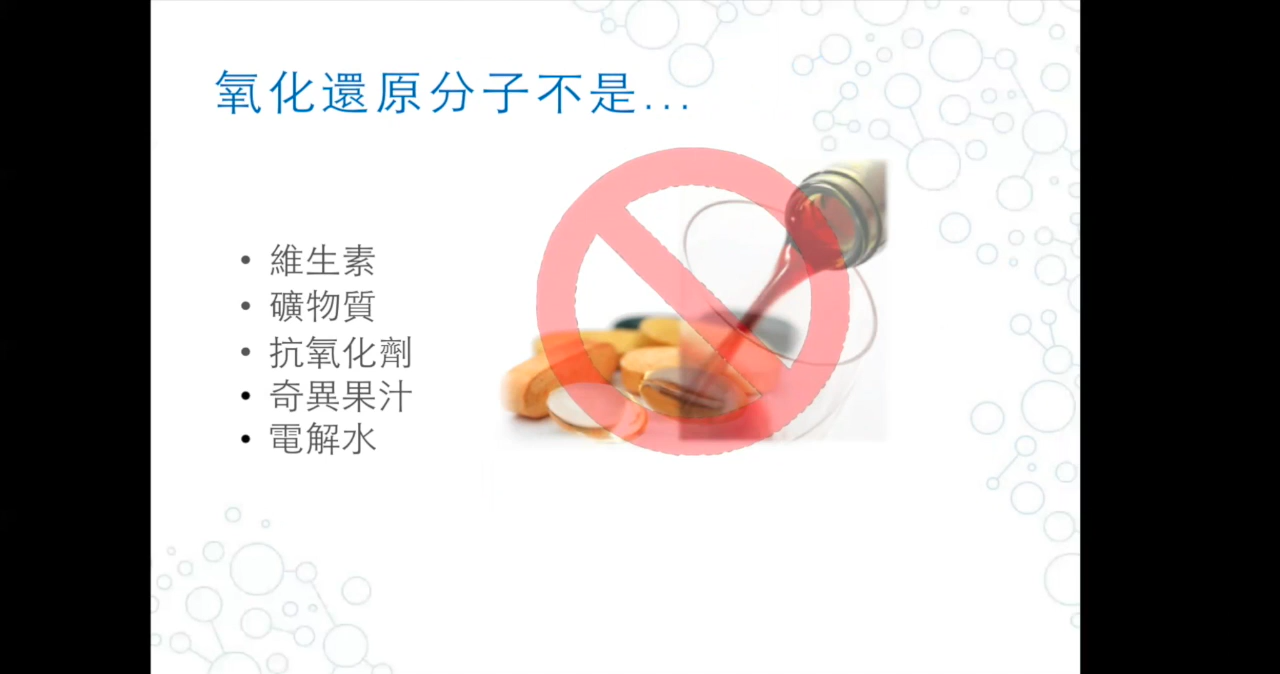 氧化還原分子不是...
• 維生素
• 礦物質
• 抗氧化劑
• 奇異果汁
• 電解水